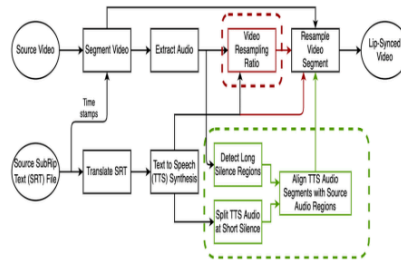 Source Video
Segment Video
Extract Audio
Video
Resampling
Ratio
Resample
Video
Segment
Lip-Synced
Video
Time
stamps
Source SubRip
Text (SRT) File
Translate SRT
Text to Speech
(TTS) Synthesis
Detect Long
Silence Regions
Split TTS Audio
at Short Silence
Align TTS Audio
Segments with Source
Audio Regions